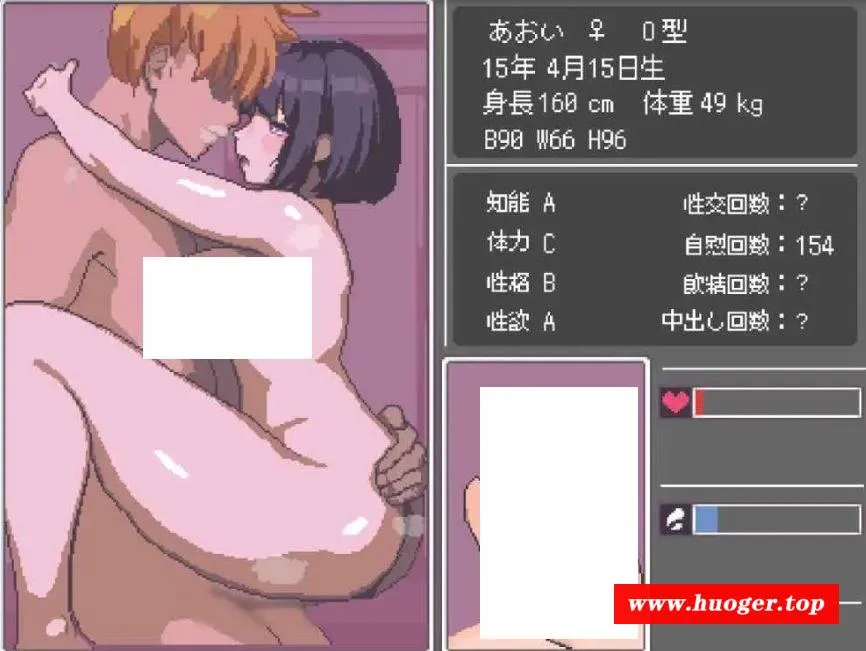 あおい ♀ O型
15年 4月15日生
身長160 cm 体重49 kg
B90 W66 H96
知能 A 性交回数：?
体力 C 自慰回数：154
性格 B 飲精回数：?
性欲 A 中出し回数：?
www.huoger.top